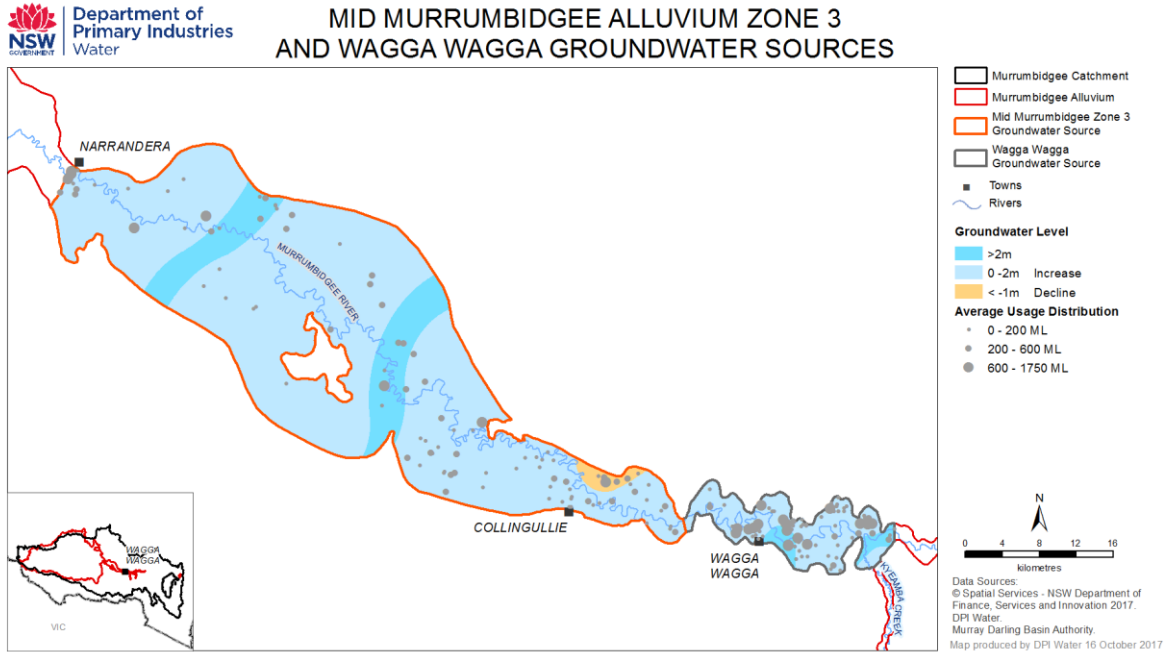 NSW
GOVERNMENT
Department of
Primary Industries
Water
MID MURRUMBIDGEE ALLUVIUM ZONE 3
AND WAGGA WAGGA GROUNDWATER SOURCES
NARRANDERA
MURRUMBIDGEE RIVER
COLLINGULLIE
WAGGA
WAGGA
KYEAMBA CREEK
WAGGA
WAGGA
VIC
Murrumbidgee Catchment
Murrumbidgee Alluvium
Mid Murrumbidgee Zone 3
Groundwater Source
Wagga Wagga
Groundwater Source
Towns
Rivers
Groundwater Level
>2m
0 -2m Increase
< -1m Decline
Average Usage Distribution
0 - 200 ML
200 - 600 ML
600 - 1750 ML
N
0 4 8 12 16
kilometres
Data Sources:
© Spatial Services - NSW Department of
Finance, Services and Innovation 2017.
DPI Water.
Murray Darling Basin Authority.
Map produced by DPI Water 16 October 2017